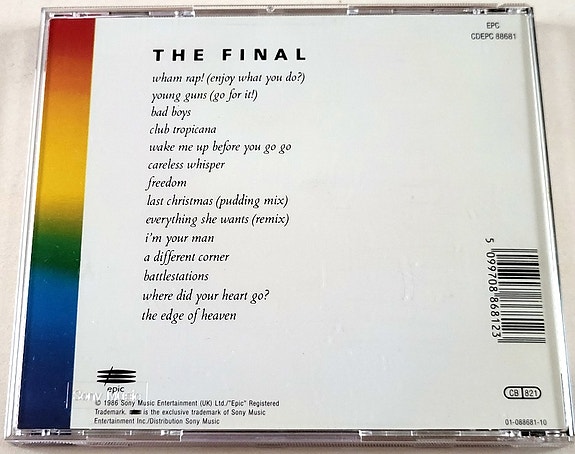 EPC
CDEPC 88681
THE FINAL
wham rap! (enjoy what you do?)
young guns (go for it!)
bad boys
club tropicana
wake me up before you go go
careless whisper
freedom
last christmas (pudding mix)
everything she wants (remix)
i'm your man
a different corner
battlestations
where did your heart go?
the edge of heaven
5 099708 868123
epic
Sony Music
© 1986 Sony Music Entertainment (UK) Ltd./"Epic" Registered
Trademark. is the exclusive trademark of Sony Music
Entertainment Inc./Distribution Sony Music
CB 821
01-088681-10